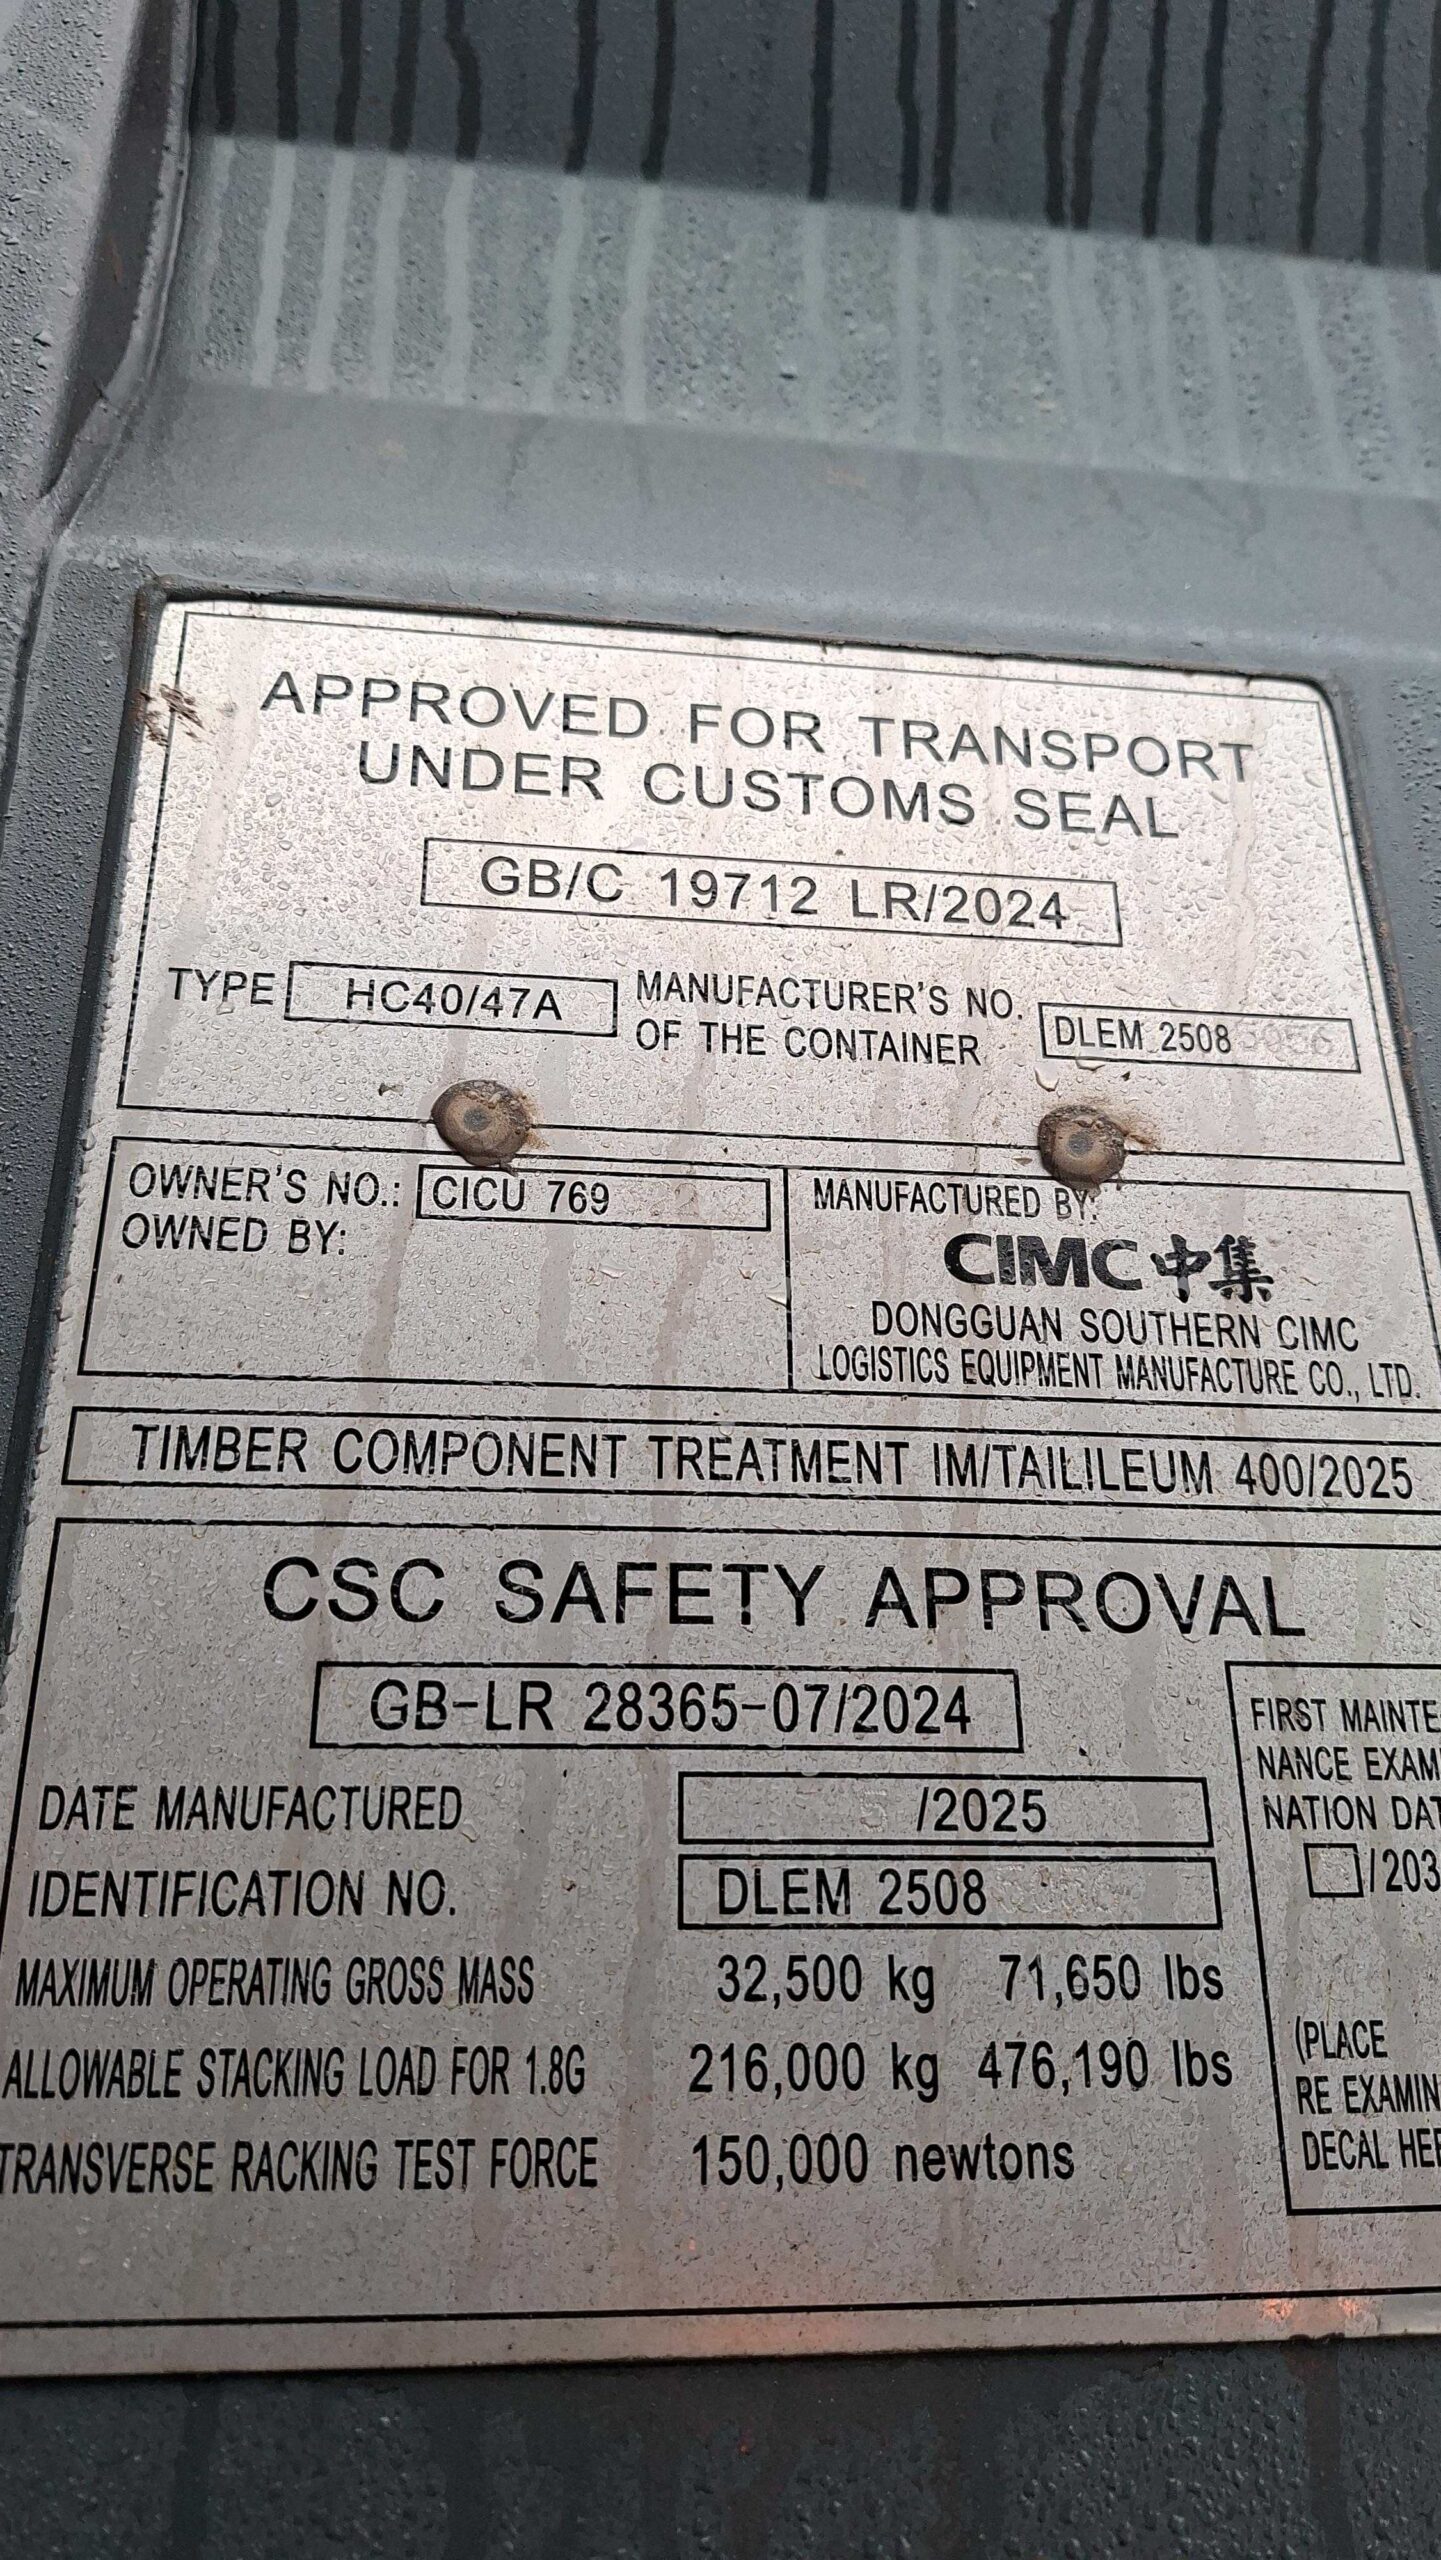 APPROVED FOR TRANSPORT
UNDER CUSTOMS SEAL
GB/C 19712 LR/2024
TYPE HC40/47A
MANUFACTURER'S NO.
OF THE CONTAINER
DLEM 2508
OWNER'S NO.: CICU 769
OWNED BY:
MANUFACTURED BY:
CIMC中集
DONGGUAN SOUTHERN CIMC
LOGISTICS EQUIPMENT MANUFACTURE CO., LTD.
TIMBER COMPONENT TREATMENT IM/TAILILEUM 400/2025
CSC SAFETY APPROVAL
GB-LR 28365-07/2024
DATE MANUFACTURED /2025
IDENTIFICATION NO. DLEM 2508
MAXIMUM OPERATING GROSS MASS 32,500 kg 71,650 lbs
ALLOWABLE STACKING LOAD FOR 1.8G 216,000 kg 476,190 lbs
TRANSVERSE RACKING TEST FORCE 150,000 newtons
FIRST MAINTE
NANCE EXAM
NATION DAT
/203
(PLACE
RE EXAMIN
DECAL HE